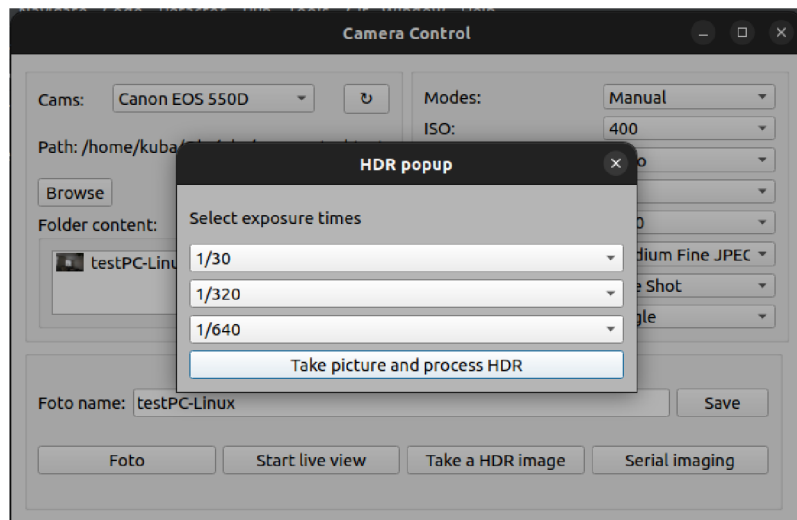 Camera Control
Cams:
Canon EOS 550D
Modes:
Manual
ISO:
400
Path: /home/kuba/
Browse
Folder content:
testPC-Linu
Shot
HDR popup
Select exposure times
1/30
1/320
1/640
Take picture and process HDR
dium Fine JPEC
Foto name:
testPC-Linux
Save
Foto
Start live view
Take a HDR image
Serial imaging